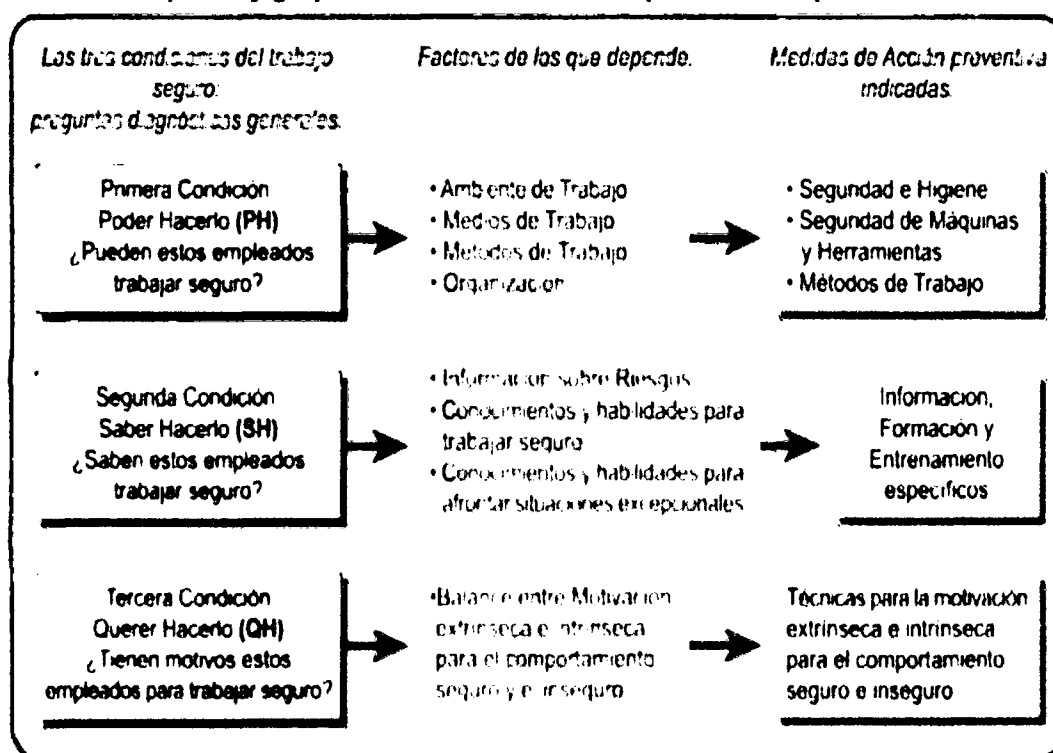 Las tres condiciones del trabajo
seguro:
preguntas diagnósticas generales.
Factores de los que depende.
Medidas de Acción preventiva
indicadas.
Primera Condición
Poder Hacerlo (PH)
¿Pueden estos empleados
trabajar seguro?
• Ambiente de Trabajo
• Medios de Trabajo
• Métodos de Trabajo
• Organización
• Seguridad e Higiene
• Seguridad de Máquinas
y Herramientas
• Métodos de Trabajo
Segunda Condición
Saber Hacerlo (SH)
¿Saben estos empleados
trabajar seguro?
• Información sobre Riesgos
• Conocimientos y habilidades para
trabajar seguro
• Conocimientos y habilidades para
afrontar situaciones excepcionales
Información,
Formación y
Entrenamiento
específicos
Tercera Condición
Querer Hacerlo (QH)
¿Tienen motivos estos
empleados para trabajar seguro?
•Balance entre Motivación
extrínseca e intrínseca
para el comportamiento
seguro y el inseguro
Técnicas para la motivación
extrínseca e intrínseca
para el comportamiento
seguro e inseguro